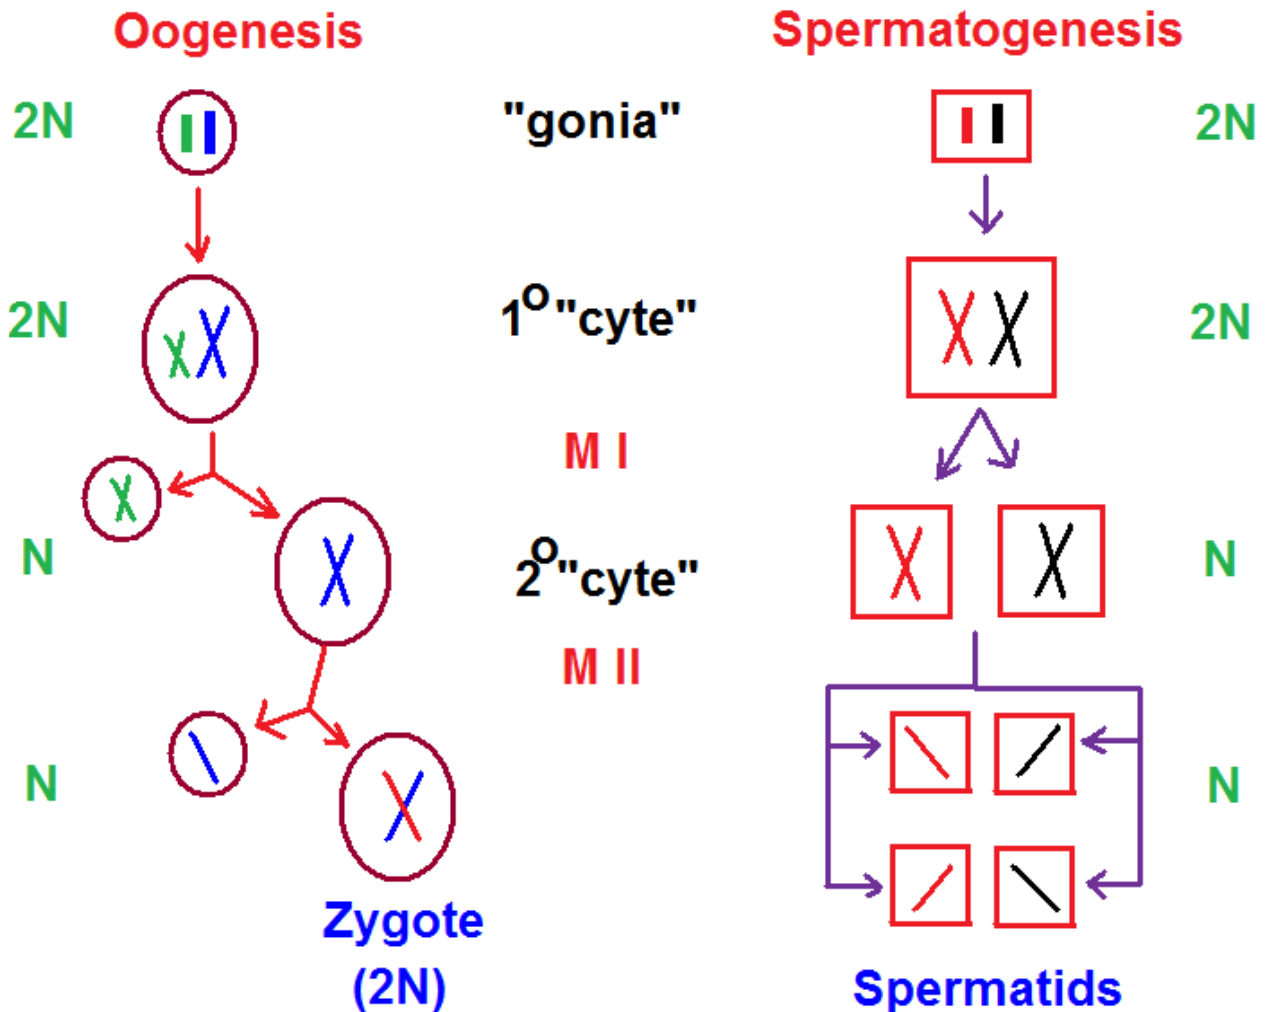 Oogenesis
Spermatogenesis
2N
"gonia"
2N
2N
1º "cyte"
2N
M I
N
2º "cyte"
N
M II
N
N
Zygote
(2N)
Spermatids